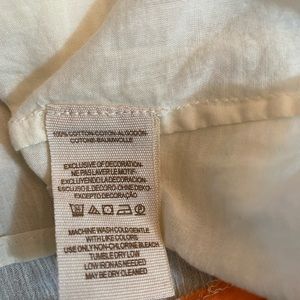 100% COTTON-COTON-ALGODÓN
COTONE-BAUMWOLLE
EXCLUSIVE OF DECORATION
NE PAS LAVER LE MOTIF
EXCLUYENDO LA DECORACION
ESCLUSO IL DECORO-OHNE DEKO
EXCEPTO DECORAÇÃO
MACHINE WASH COLD GENTLE
WITH LIKE COLORS
USE ONLY NON-CHLORINE BLEACH
TUMBLE DRY LOW
LOW IRON AS NEEDED
MAY BE DRY CLEANED